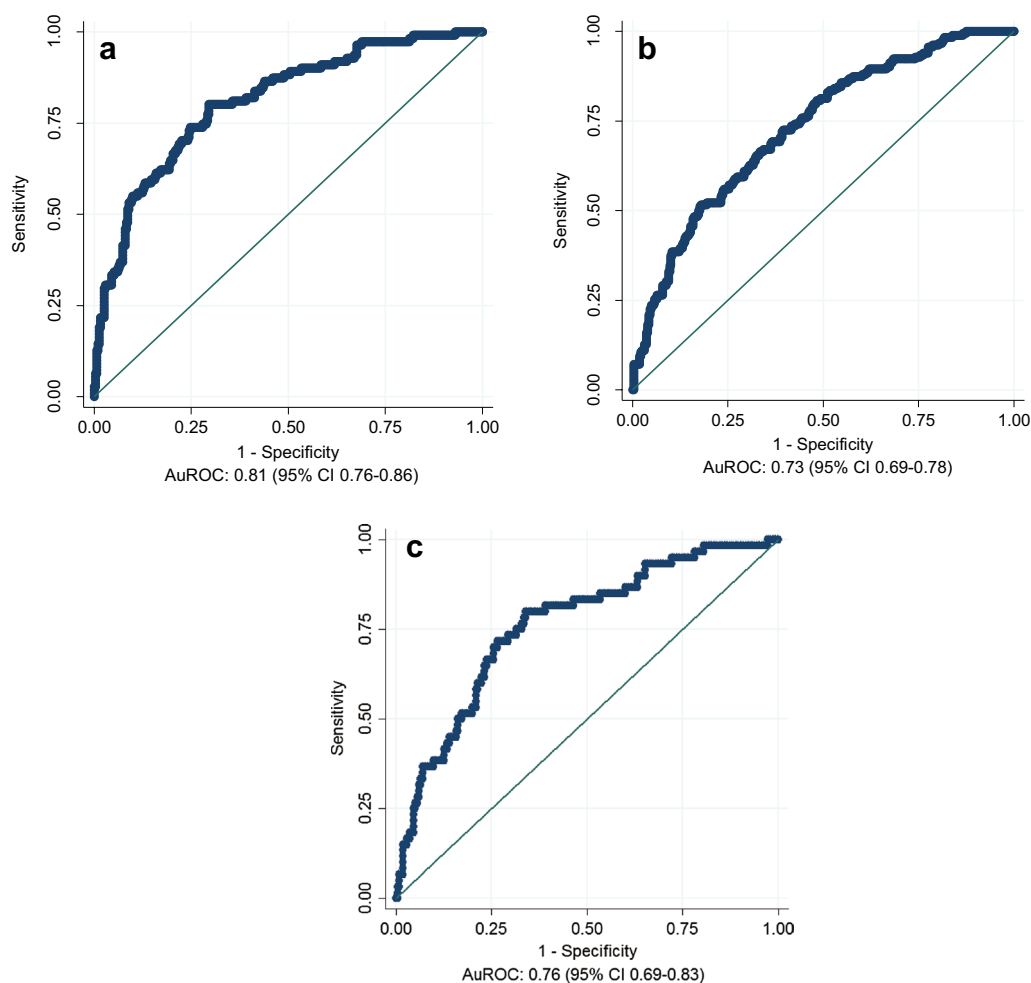 a
Sensitivity
1.00
0.75
0.50
0.25
0.00
0.00 0.25 0.50 0.75 1.00
1 - Specificity
AuROC: 0.81 (95% CI 0.76-0.86)
b
Sensitivity
1.00
0.75
0.50
0.25
0.00
0.00 0.25 0.50 0.75 1.00
1 - Specificity
AuROC: 0.73 (95% CI 0.69-0.78)
c
Sensitivity
1.00
0.75
0.50
0.25
0.00
0.00 0.25 0.50 0.75 1.00
1 - Specificity
AuROC: 0.76 (95% CI 0.69-0.83)